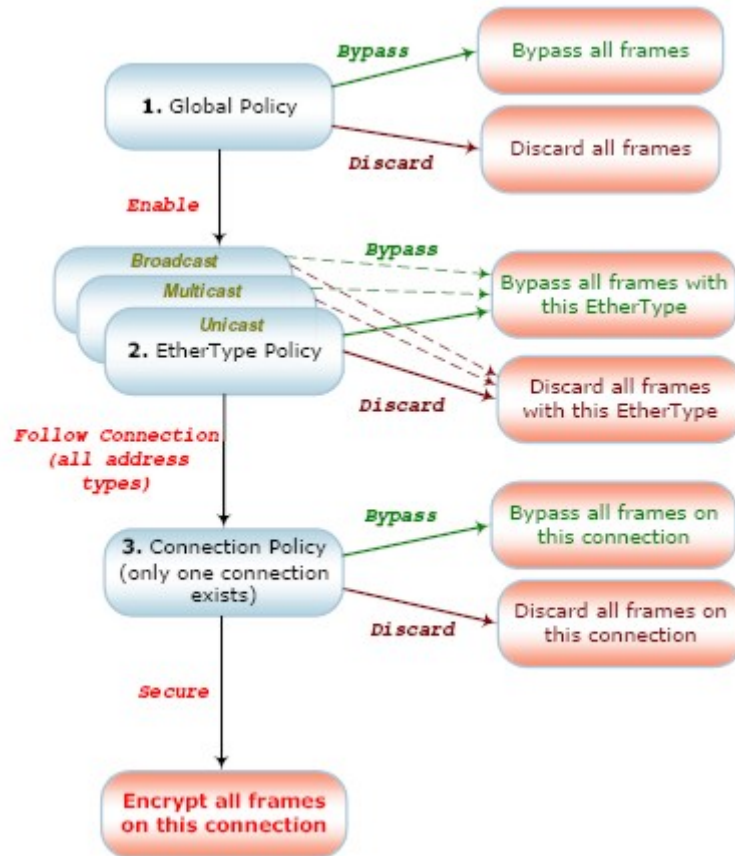 Bypass
Bypass all frames
1. Global Policy
Discard all frames
Discard
Enable
Broadcast
Bypass
Multicast
Bypass all frames with
this EtherType
Unicast
2. EtherType Policy
Discard all frames
with this EtherType
Discard
Follow Connection
(all address
types)
Bypass
Bypass all frames on
this connection
3. Connection Policy
(only one connection
exists)
Discard all frames on
this connection
Discard
Secure
Encrypt all frames
on this connection